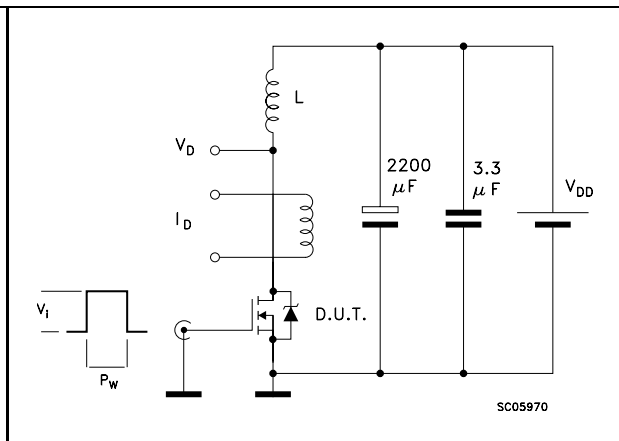 L
V_D
2200
μF
3.3
μF
V_DD
I_D
V_i
D.U.T.
P_W
SC05970